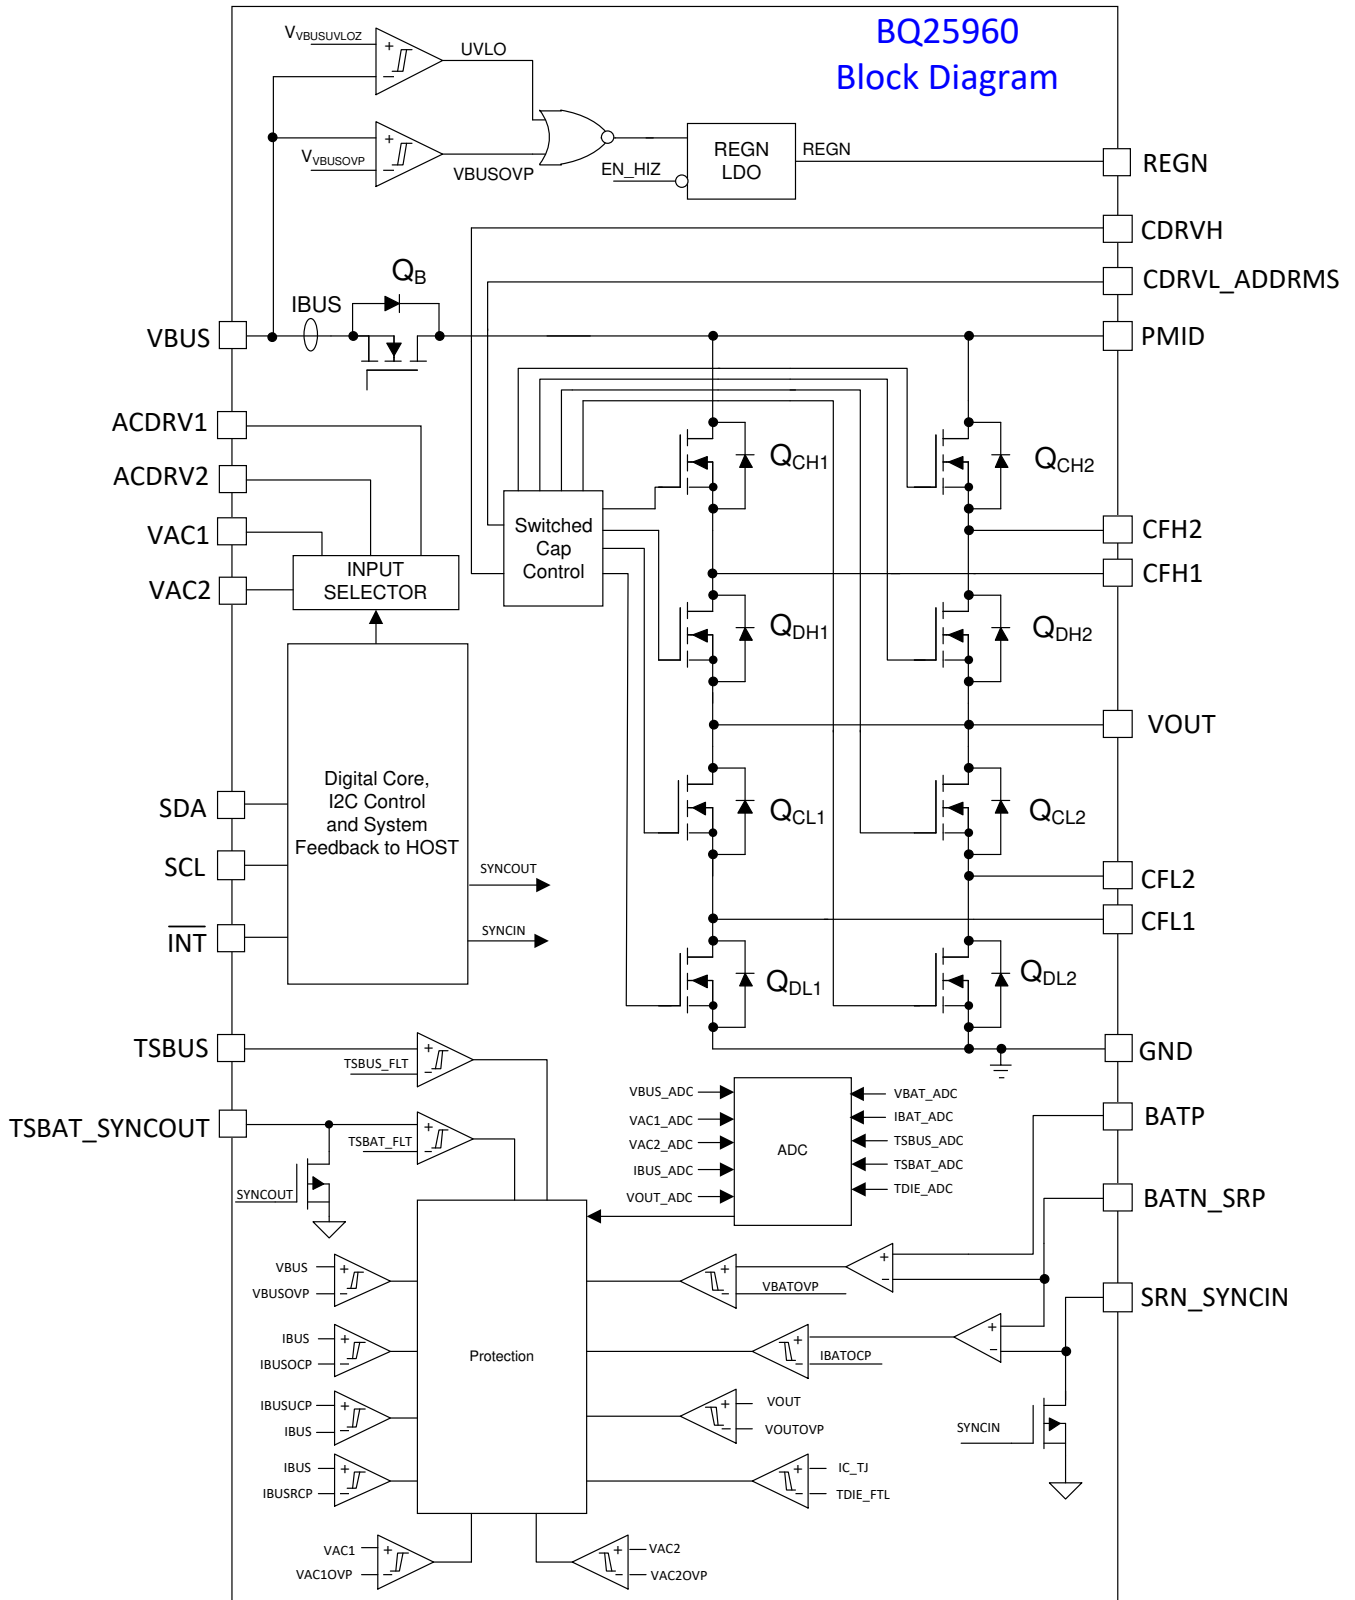 BQ25960
Block Diagram
VVBUSUVLOZ
UVLO
VVBUSOVP
VBUSOVP
EN_HIZ
REGN
LDO
REGN
REGN
CDRVH
CDRVL_ADDRMS
QB
IBUS
VBUS
PMID
ACDRV1
ACDRV2
VAC1
VAC2
INPUT
SELECTOR
Switched
Cap
Control
QCH1
QCH2
CFH2
CFH1
QDH1
QDH2
VOUT
QCL1
QCL2
CFL2
CFL1
QDL1
QDL2
GND
Digital Core,
I2C Control
and System
Feedback to HOST
SDA
SCL
INT
SYNCOUT
SYNCIN
TSBUS
TSBUS_FLT
TSBAT_SYNCOUT
TSBAT_FLT
SYNCOUT
VBUS_ADC
VAC1_ADC
VAC2_ADC
IBUS_ADC
VOUT_ADC
ADC
VBAT_ADC
IBAT_ADC
TSBUS_ADC
TSBAT_ADC
TDIE_ADC
BATP
BATN_SRP
SRN_SYNCIN
VBUS
VBUSOVP
IBUS
IBUSOCP
IBUSUCP
IBUS
IBUS
IBUSRCP
Protection
VBATOVP
IBATOCP
VOUT
VOUTOVP
IC_TJ
TDIE_FTL
SYNCIN
VAC1
VAC1OVP
VAC2
VAC2OVP